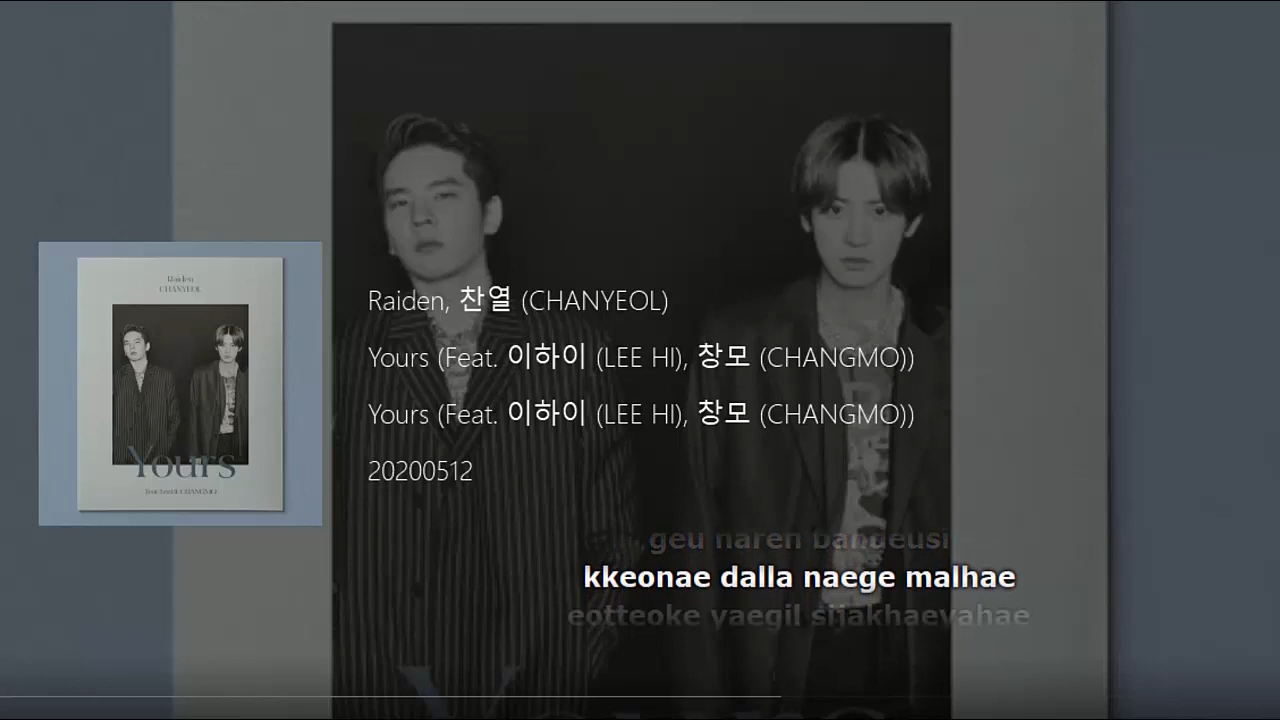 Raiden
CHANYEOL
Yours
Raiden, 찬열 (CHANYEOL)
Yours (Feat. 이하이 (LEE HI), 창모 (CHANGMO))
Yours (Feat. 이하이 (LEE HI), 창모 (CHANGMO))
20200512
geu naren bandeusi
kkeonae dalla naege malhae
eotteoke yaegil sijakhaeyahae